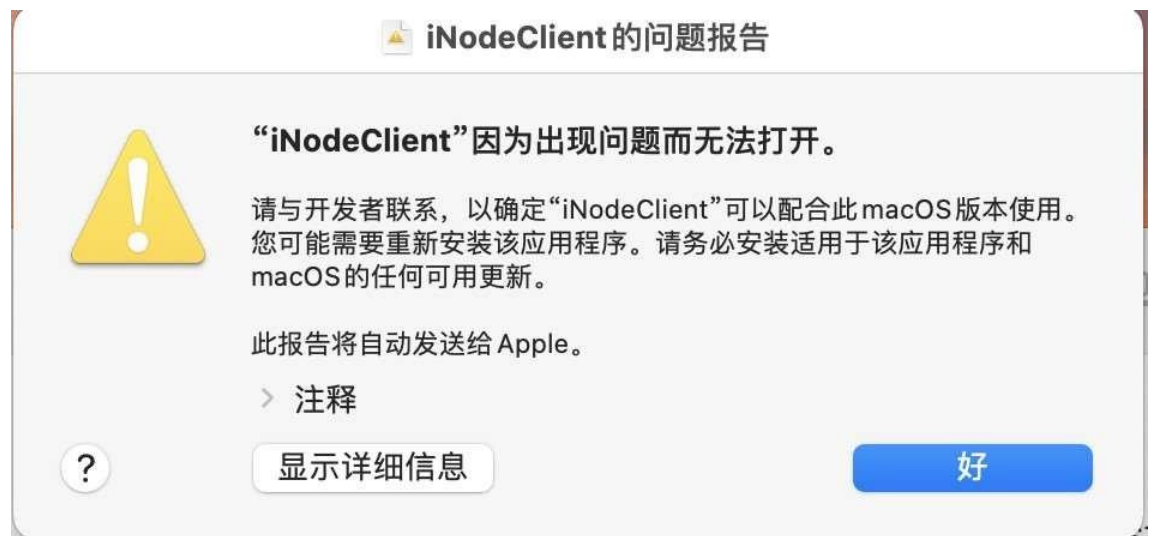 iNodeClient的问题报告
“iNodeClient”因为出现问题而无法打开。
请与开发者联系，以确定“iNodeClient”可以配合此macOS版本使用。
您可能需要重新安装该应用程序。请务必安装适用于该应用程序和
macOS的任何可用更新。
此报告将自动发送给Apple。
注释
?
显示详细信息
好